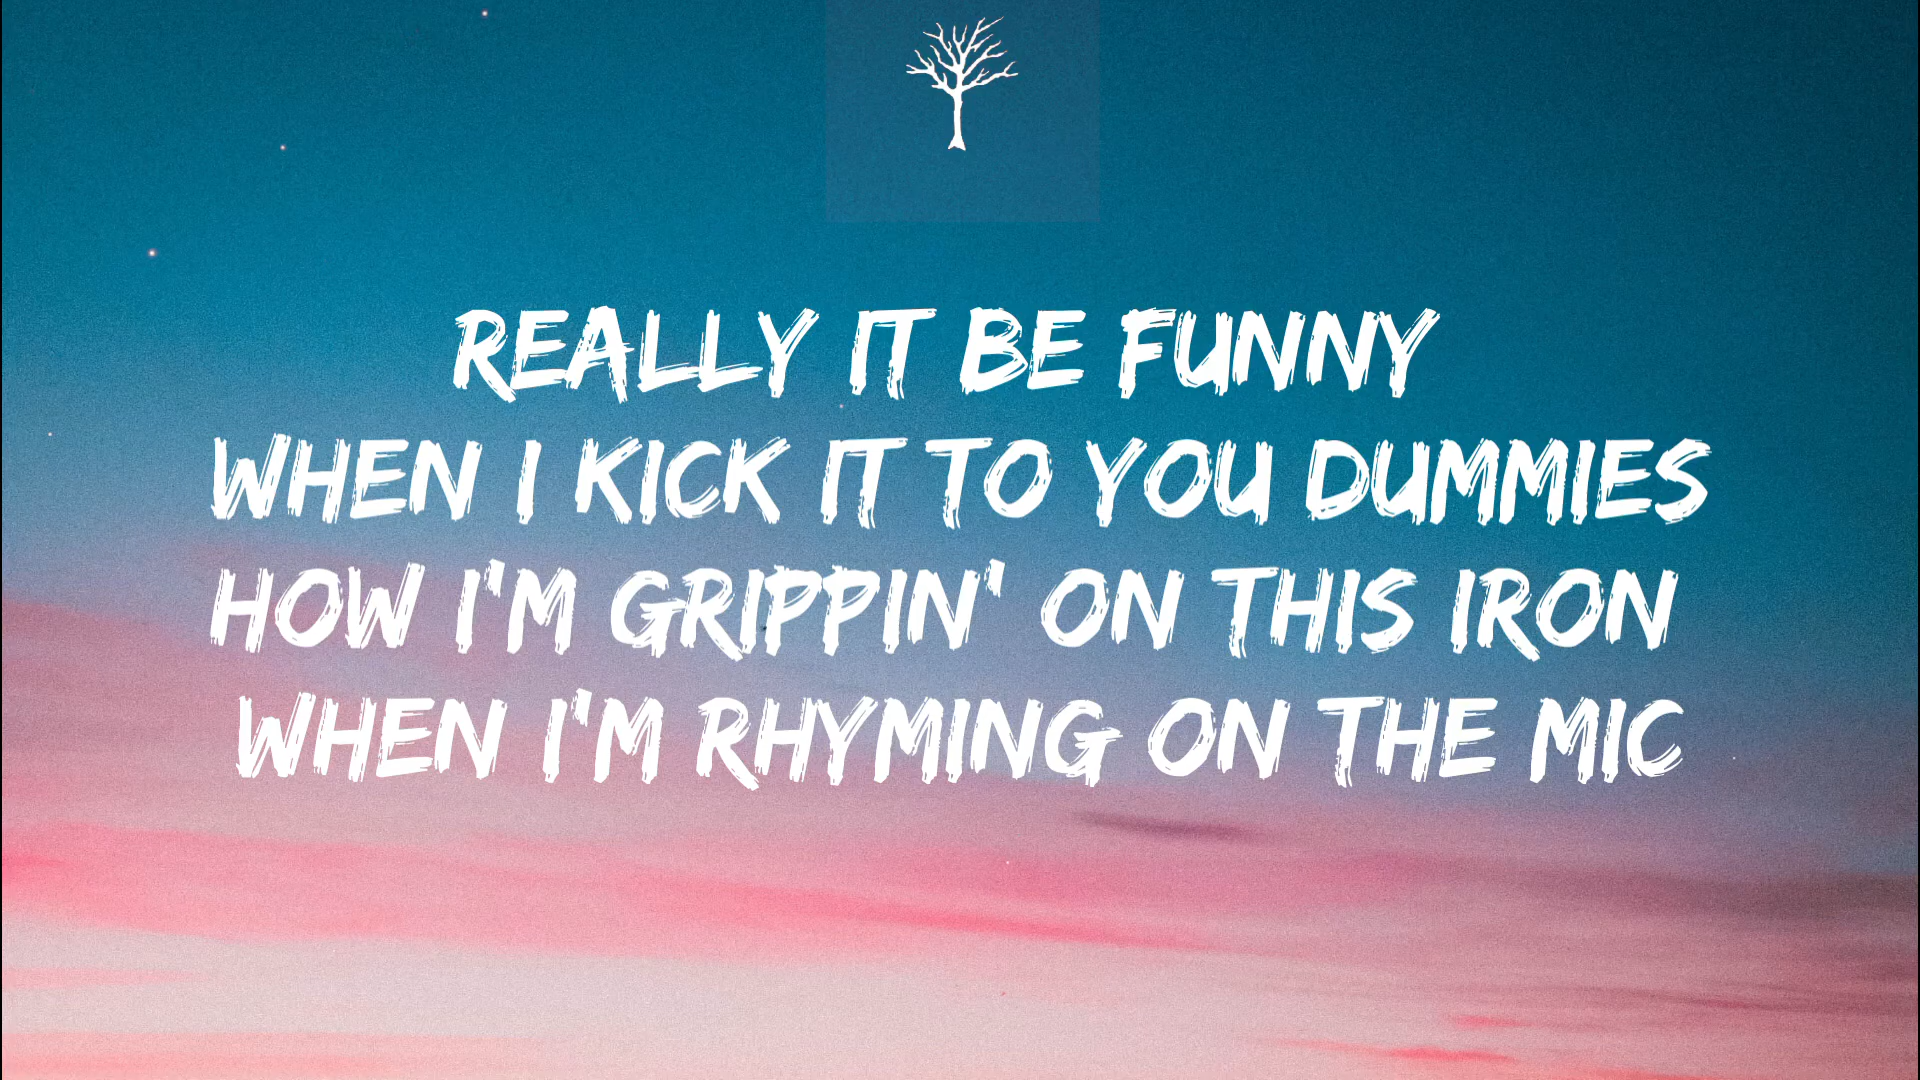 REALLY IT BE FUNNY
WHEN I KICK IT TO YOU DUMMIES
HOW I'M GRIPPIN' ON THIS IRON
WHEN I'M RHYMING ON THE MIC